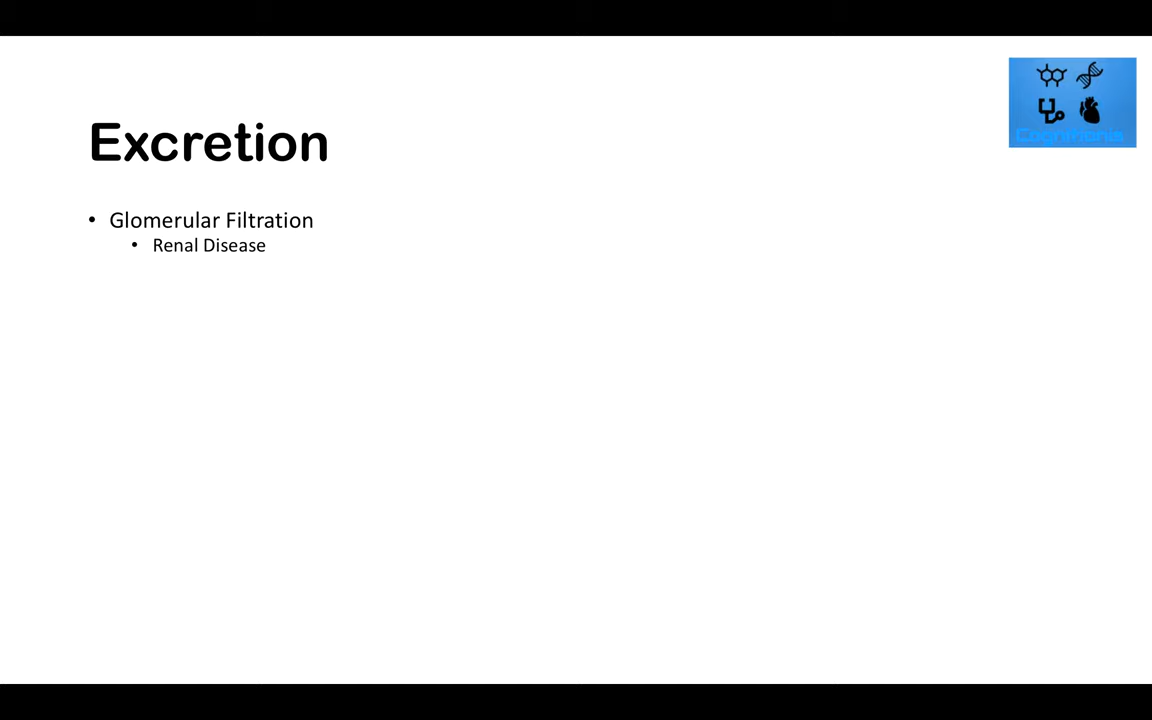 Excretion
• Glomerular Filtration
• Renal Disease